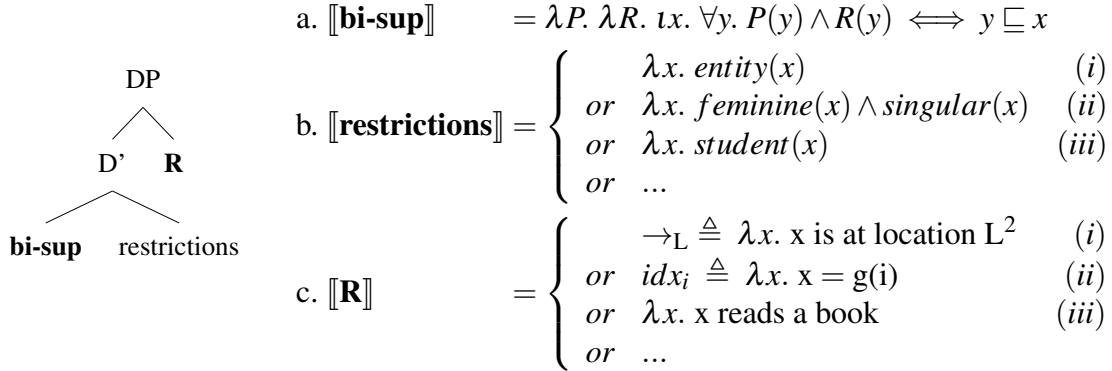 DP
D' R
bi-sup restrictions
a. ⟦bi-sup⟧ = λP. λR. ιx. ∀y. P(y) ∧ R(y) ⟺ y ⊑ x
b. ⟦restrictions⟧ = { λx. entity(x) (i)
or λx. feminine(x) ∧ singular(x) (ii)
or λx. student(x) (iii)
or ...
c. ⟦R⟧ = { →L ≜ λx. x is at location L² (i)
or idxᵢ ≜ λx. x = g(i) (ii)
or λx. x reads a book (iii)
or ...